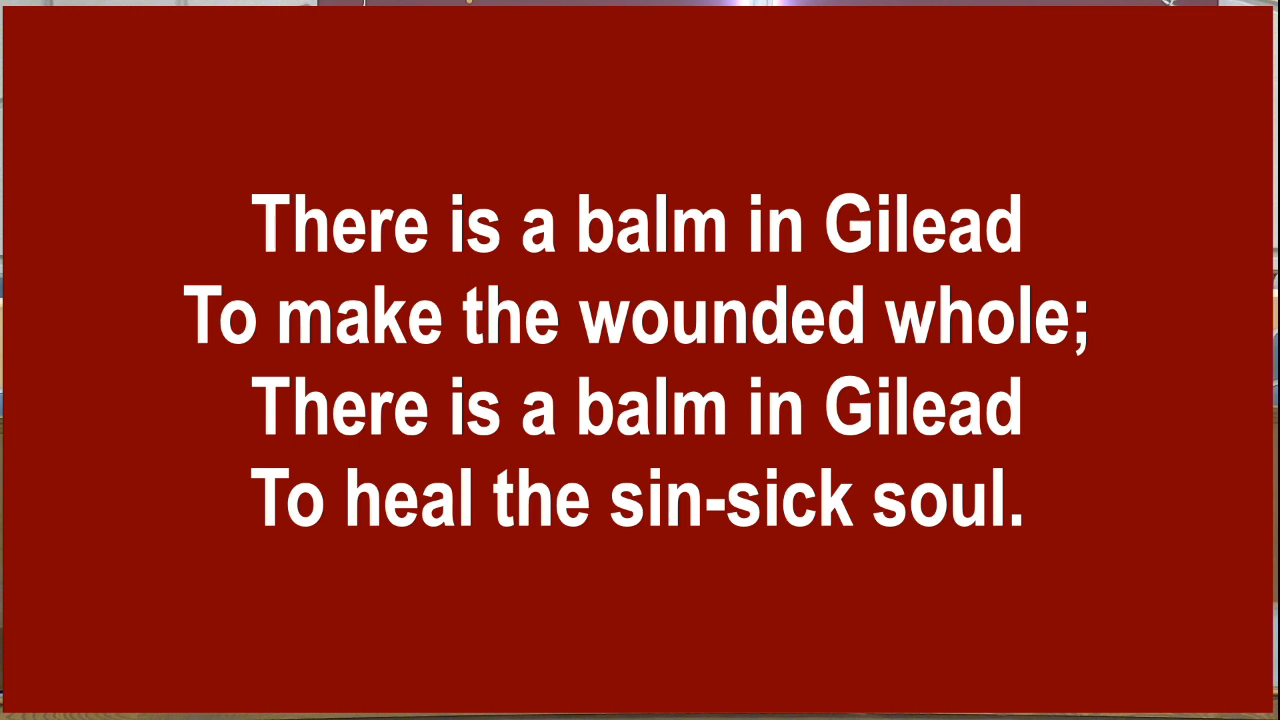 There is a balm in Gilead
To make the wounded whole;
There is a balm in Gilead
To heal the sin-sick soul.